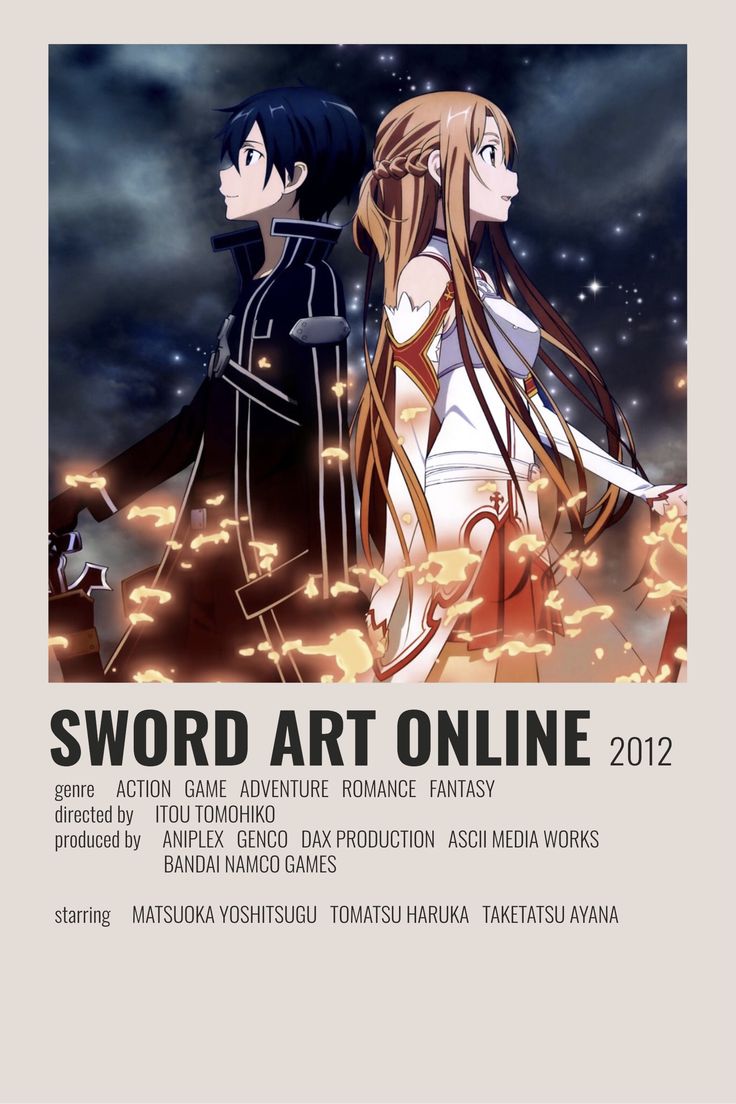 SWORD ART ONLINE 2012
genre ACTION GAME ADVENTURE ROMANCE FANTASY
directed by ITOU TOMOHIKO
produced by ANIPLEX GENCO DAX PRODUCTION ASCII MEDIA WORKS
BANDAI NAMCO GAMES
starring MATSUOKA YOSHITSUGU TOMATSU HARUKA TAKETATSU AYANA